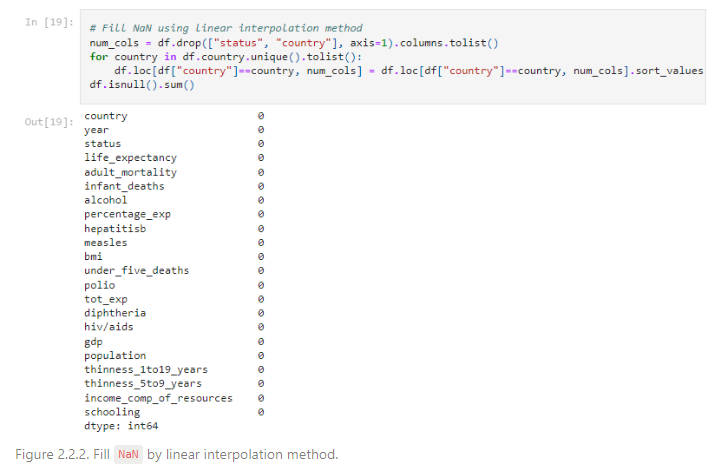 In [19]:
# Fill NaN using linear interpolation method
num_cols = df.drop(["status", "country"], axis=1).columns.tolist()
for country in df.country.unique().tolist():
    df.loc[df["country"]==country, num_cols] = df.loc[df["country"]==country, num_cols].sort_values
df.isnull().sum()
Out[19]:
country 0
year 0
status 0
life_expectancy 0
adult_mortality 0
infant_deaths 0
alcohol 0
percentage_exp 0
hepatitisb 0
measles 0
bmi 0
under_five_deaths 0
polio 0
tot_exp 0
diphtheria 0
hiv/aids 0
gdp 0
population 0
thinness_1to19_years 0
thinness_5to9_years 0
income_comp_of_resources 0
schooling 0
dtype: int64
Figure 2.2.2. Fill NaN by linear interpolation method.